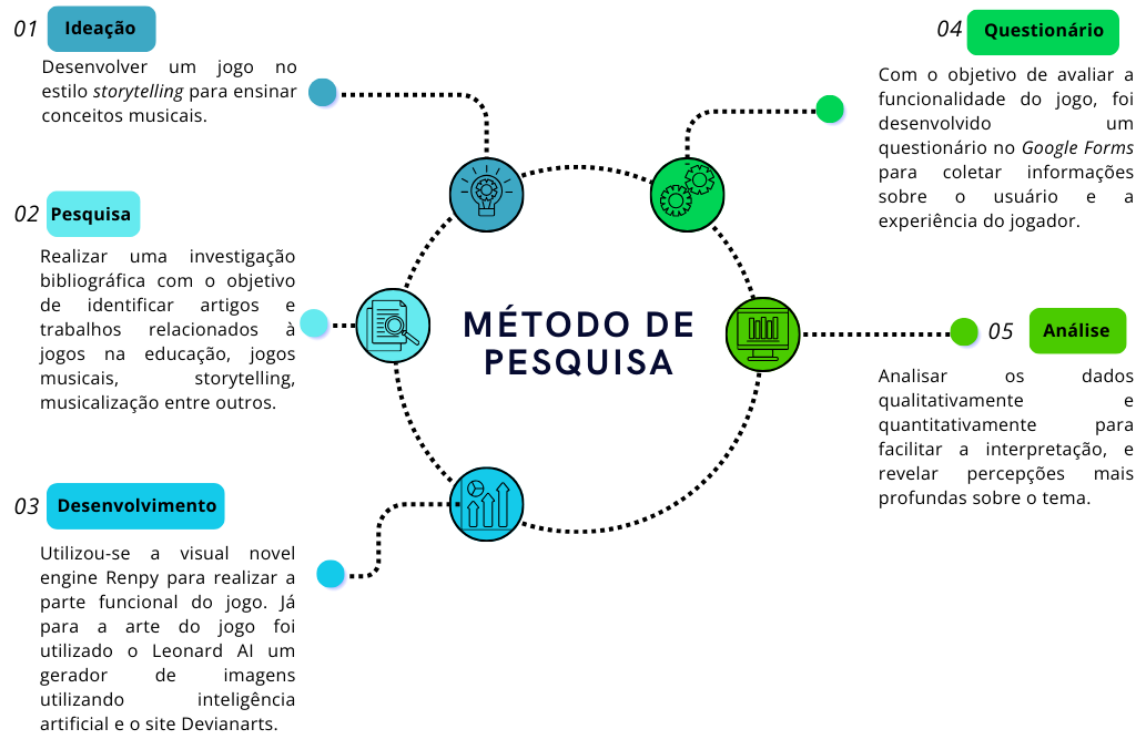 01 Ideação
Desenvolver um jogo no
estilo storytelling para ensinar
conceitos musicais.
02 Pesquisa
Realizar uma investigação
bibliográfica com o objetivo
de identificar artigos e
trabalhos relacionados à
jogos na educação, jogos
musicais, storytelling,
musicalização entre outros.
03 Desenvolvimento
Utilizou-se a visual novel
engine Renpy para realizar a
parte funcional do jogo. Já
para a arte do jogo foi
utilizado o Leonard AI um
gerador de imagens
utilizando inteligência
artificial e o site Devianarts.
MÉTODO DE
PESQUISA
04 Questionário
Com o objetivo de avaliar a
funcionalidade do jogo, foi
desenvolvido um
questionário no Google Forms
para coletar informações
sobre o usuário e a
experiência do jogador.
05 Análise
Analisar os dados
qualitativamente e
quantitativamente para
facilitar a interpretação, e
revelar percepções mais
profundas sobre o tema.